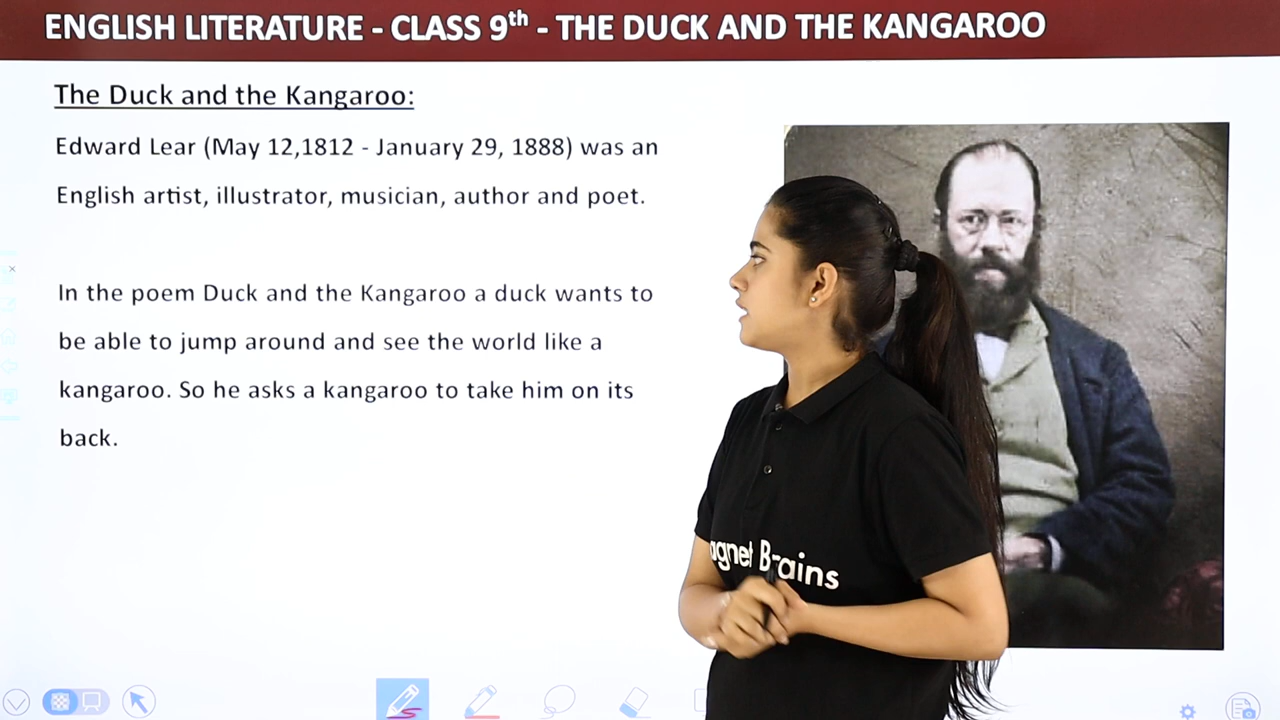 ENGLISH LITERATURE - CLASS 9th - THE DUCK AND THE KANGAROO
The Duck and the Kangaroo:
Edward Lear (May 12,1812 - January 29, 1888) was an
English artist, illustrator, musician, author and poet.
In the poem Duck and the Kangaroo a duck wants to
be able to jump around and see the world like a
kangaroo. So he asks a kangaroo to take him on its
back.
agnet Brains